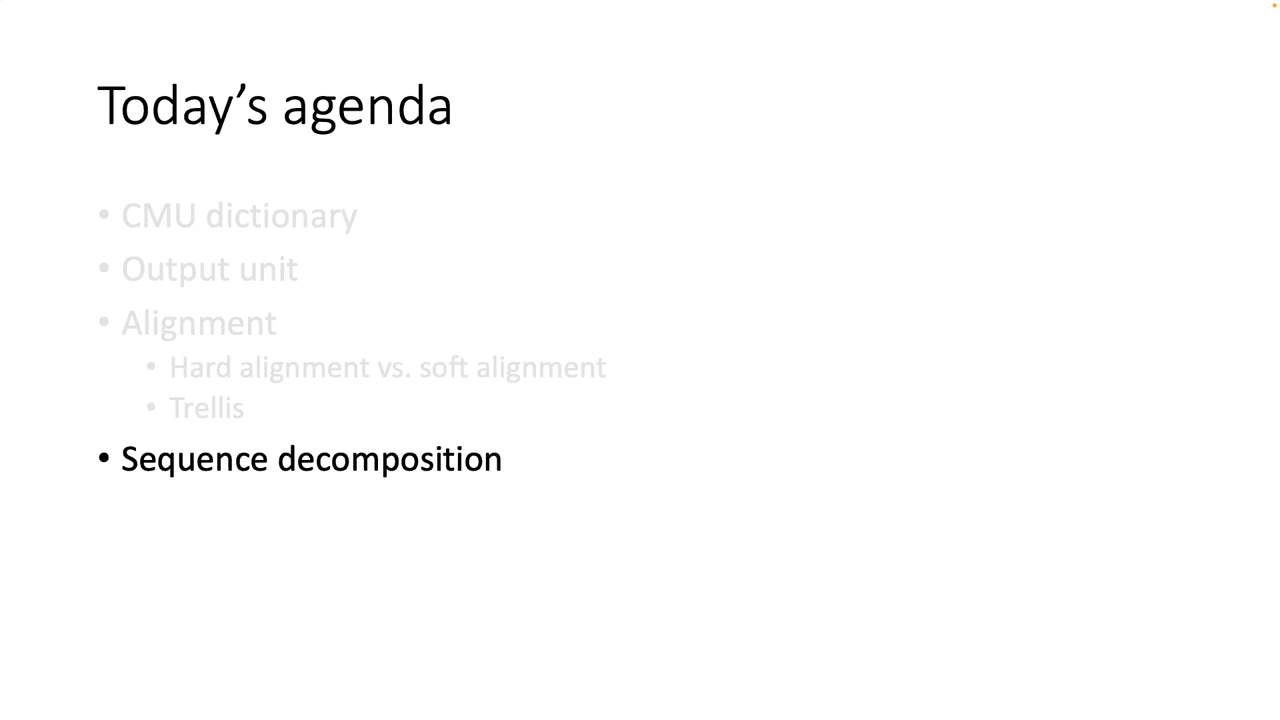 Today’s agenda
• CMU dictionary
• Output unit
• Alignment
• Hard alignment vs. soft alignment
• Trellis
• Sequence decomposition